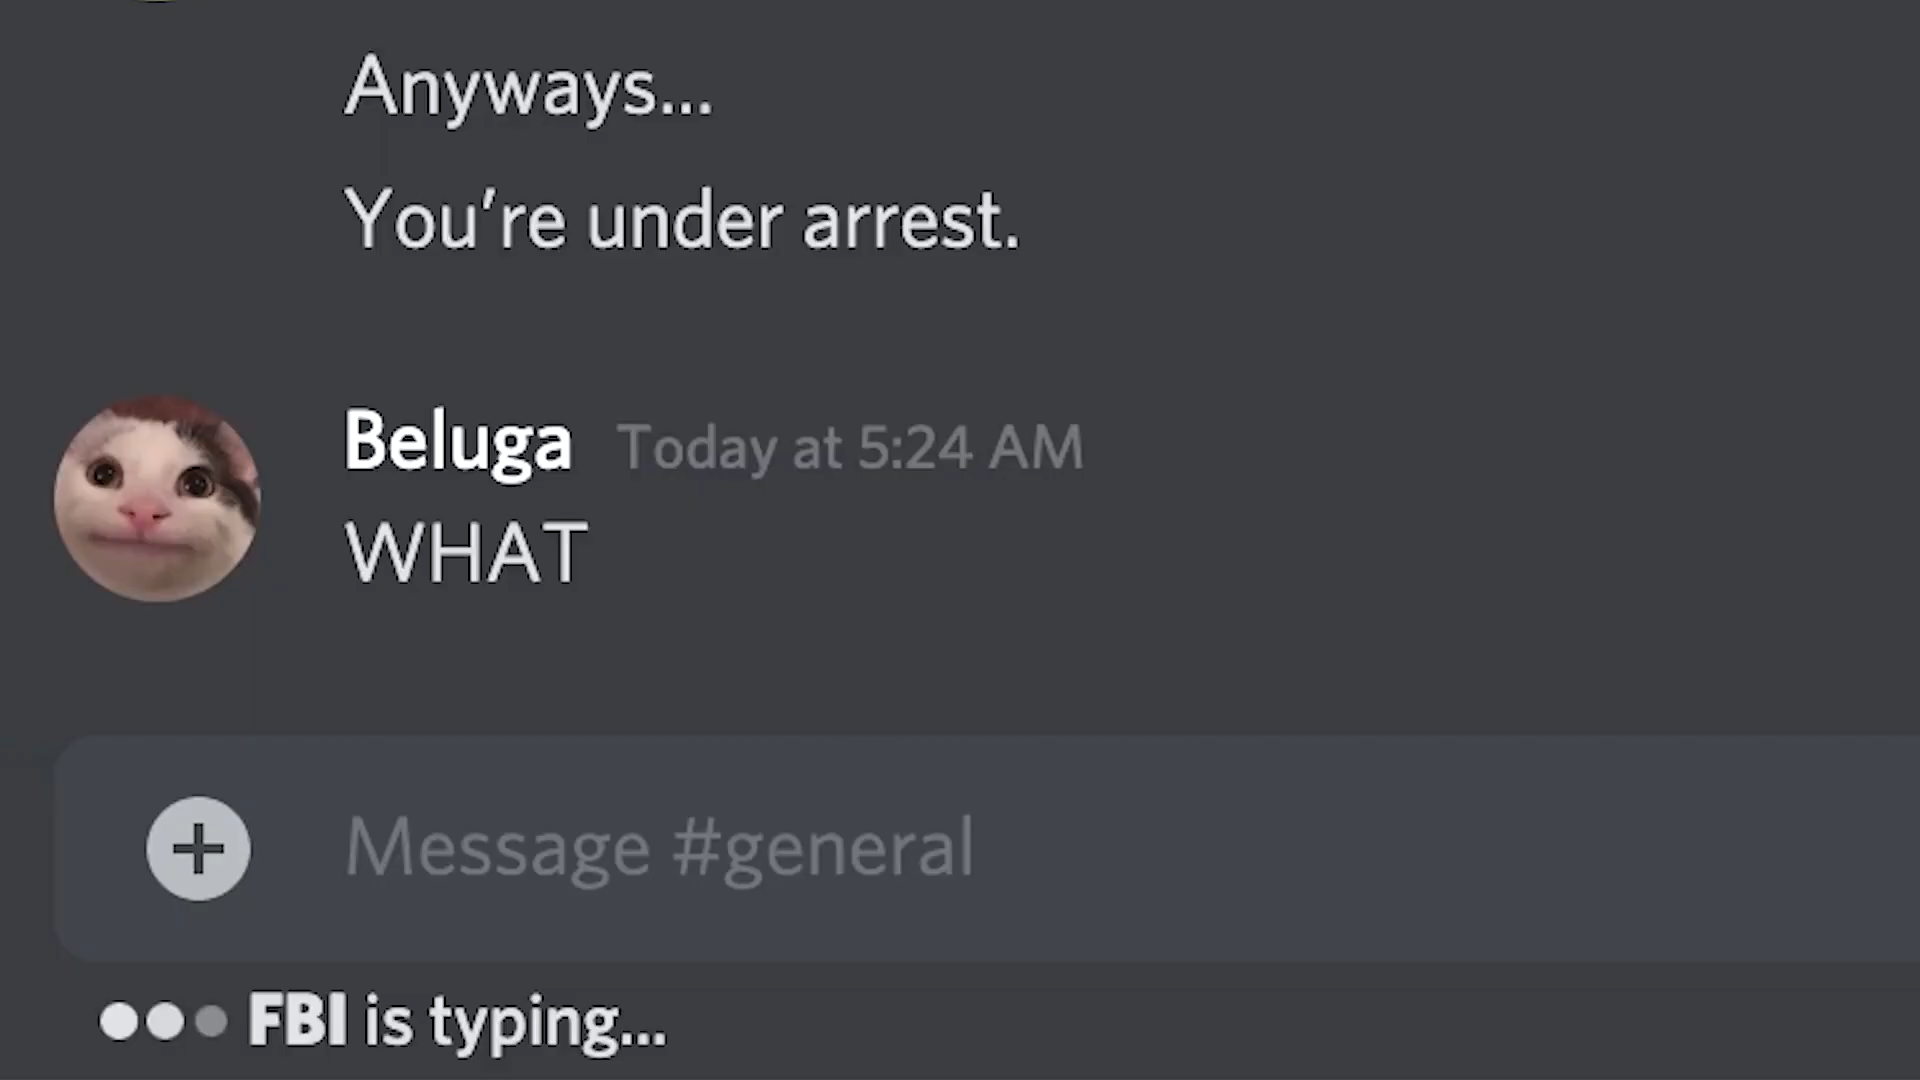 Anyways...
You’re under arrest.
Beluga Today at 5:24 AM
WHAT
Message #general
FBI is typing...